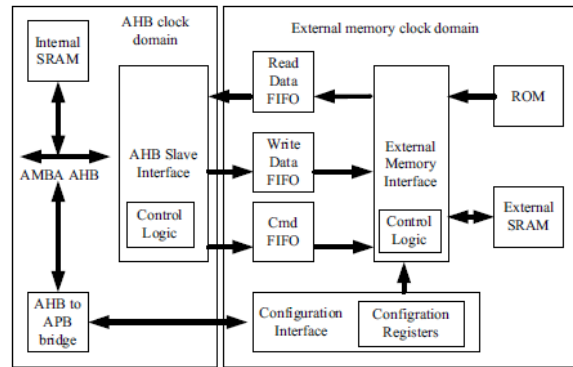 AHB clock
domain
External memory clock domain
Internal
SRAM
AMBA AHB
AHB to
APB
bridge
AHB Slave
Interface
Control
Logic
Read
Data
FIFO
Write
Data
FIFO
Cmd
FIFO
External
Memory
Interface
Control
Logic
ROM
External
SRAM
Configuration
Interface
Configration
Registers